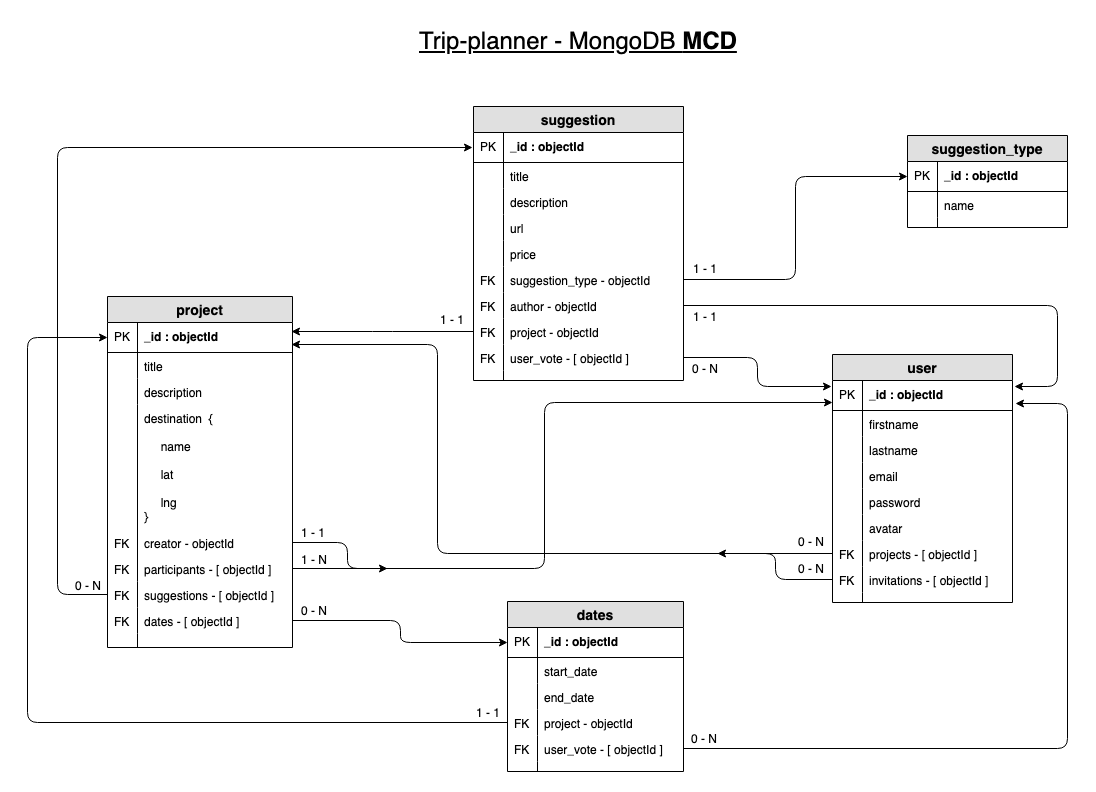 Trip-planner - MongoDB MCD
suggestion
PK _id : objectId
title
description
url
price
FK suggestion_type - objectId
FK author - objectId
FK project - objectId
FK user_vote - [ objectId ]
1 - 1
1 - 1
1 - 1
0 - N
suggestion_type
PK _id : objectId
name
project
PK _id : objectId
title
description
destination {
name
lat
lng
}
FK creator - objectId
FK participants - [ objectId ]
FK suggestions - [ objectId ]
FK dates - [ objectId ]
1 - 1
1 - N
0 - N
0 - N
user
PK _id : objectId
firstname
lastname
email
password
avatar
FK projects - [ objectId ]
FK invitations - [ objectId ]
0 - N
0 - N
dates
PK _id : objectId
start_date
end_date
FK project - objectId
FK user_vote - [ objectId ]
1 - 1
0 - N